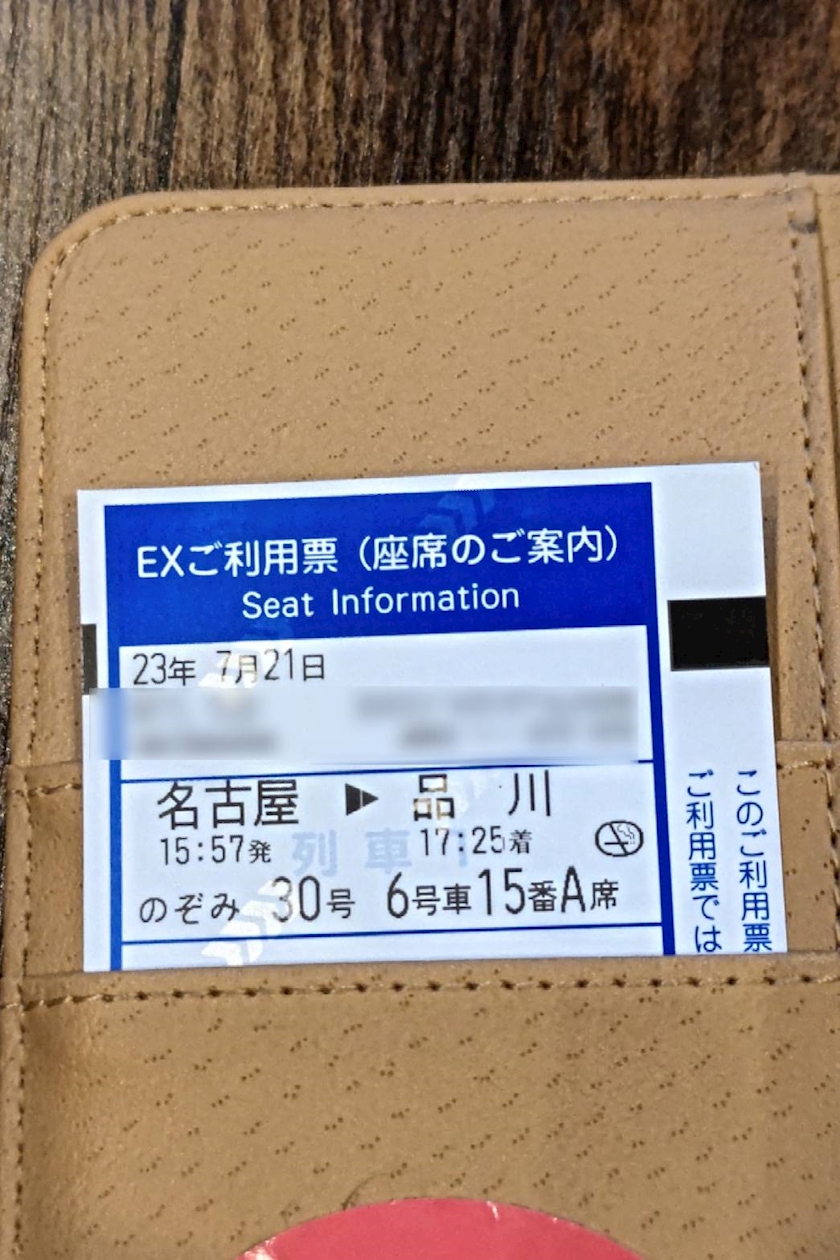 EXご利用票（座席のご案内）
Seat Information
23年 7月21日
名古屋 ▶ 品 川
15:57発 17:25着
のぞみ 30号 6号車15番A席
このご利用票
ご利用票では
列 車